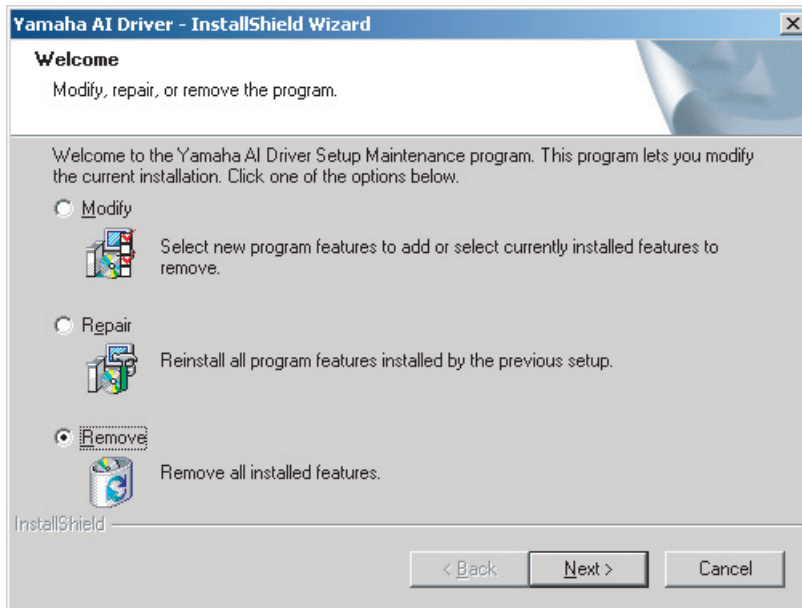 Yamaha AI Driver - InstallShield Wizard
Welcome
Modify, repair, or remove the program.
Welcome to the Yamaha AI Driver Setup Maintenance program. This program lets you modify
the current installation. Click one of the options below.
Modify
Select new program features to add or select currently installed features to
remove.
Repair
Reinstall all program features installed by the previous setup.
Remove
Remove all installed features.
InstallShield
< Back
Next >
Cancel